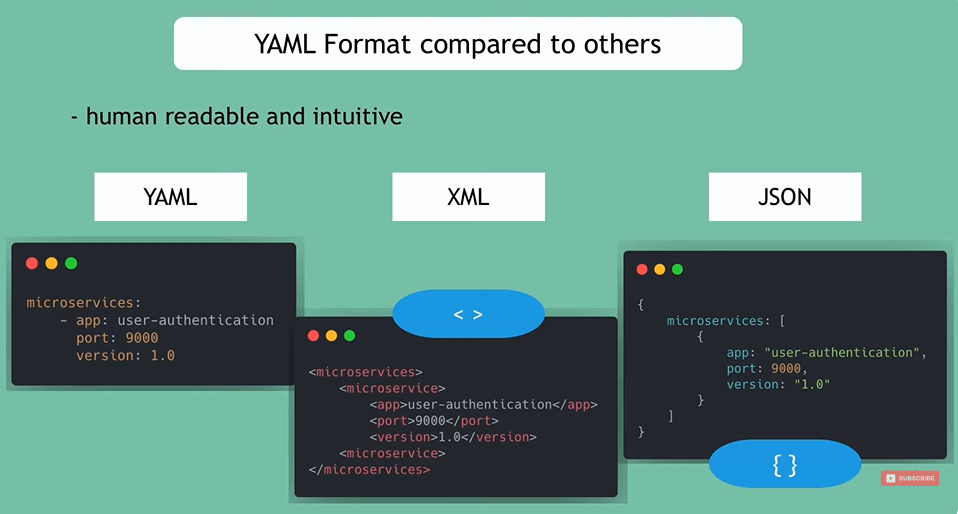 YAML Format compared to others
- human readable and intuitive
YAML
microservices:
    - app: user-authentication
      port: 9000
      version: 1.0
XML
< >
<microservices>
    <microservice>
        <app>user-authentication</app>
        <port>9000</port>
        <version>1.0</version>
    <microservice>
</microservices>
JSON
{
    microservices: [
        {
            app: "user-authentication",
            port: 9000,
            version: "1.0"
        }
    ]
}
{ }
SUBSCRIBE